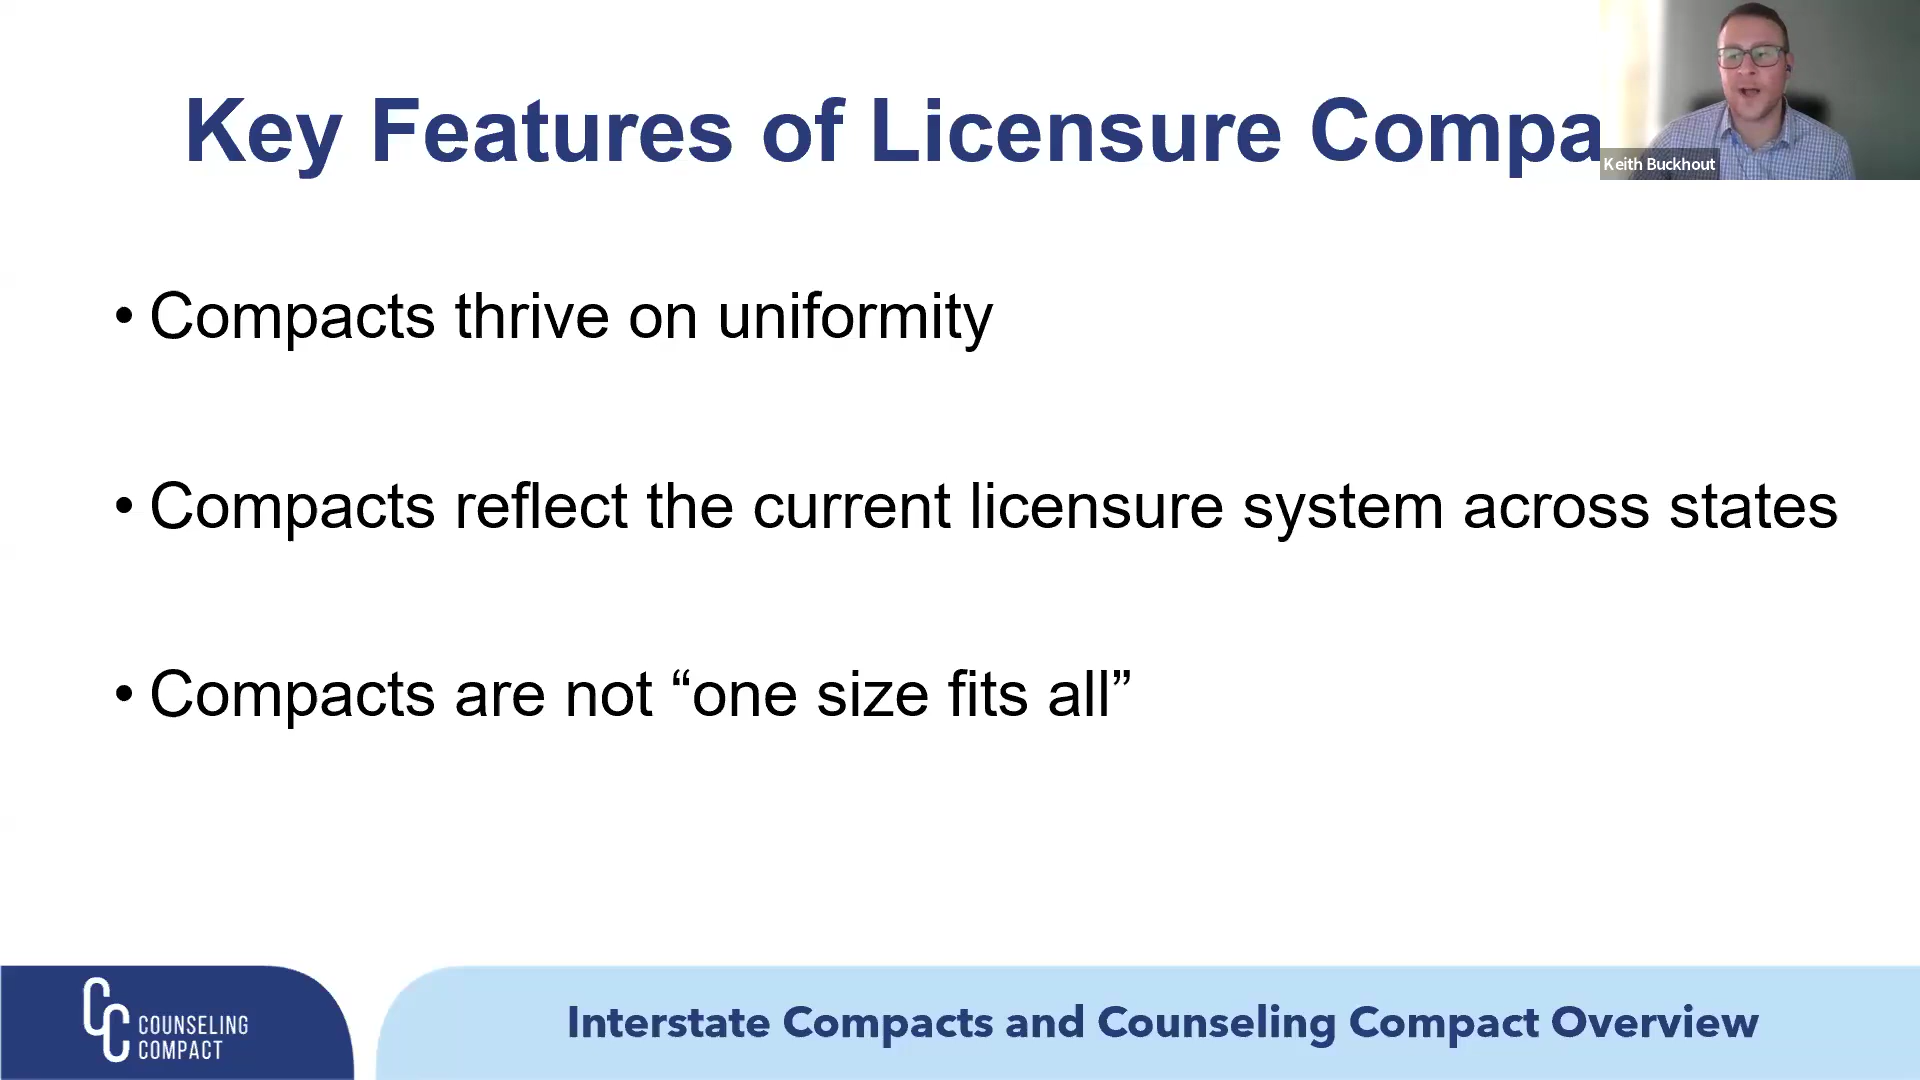 Key Features of Licensure Compa
Keith Buckhout
• Compacts thrive on uniformity
• Compacts reflect the current licensure system across states
• Compacts are not “one size fits all”
CC
COUNSELING
COMPACT
Interstate Compacts and Counseling Compact Overview